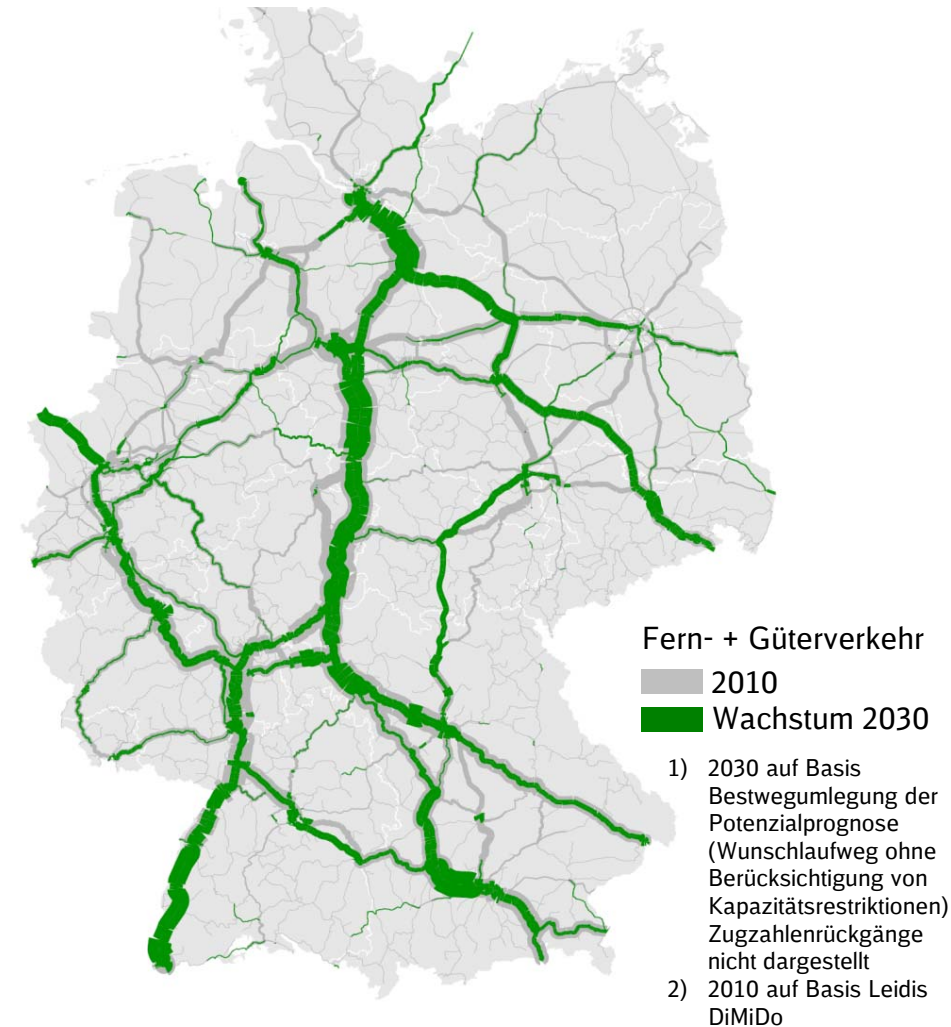 Fern- + Güterverkehr
2010
Wachstum 2030
1) 2030 auf Basis
Bestwegumlegung der
Potenzialprognose
(Wunschlaufweg ohne
Berücksichtigung von
Kapazitätsrestriktionen)
Zugzahlenrückgänge
nicht dargestellt
2) 2010 auf Basis Leidis
DiMiDo